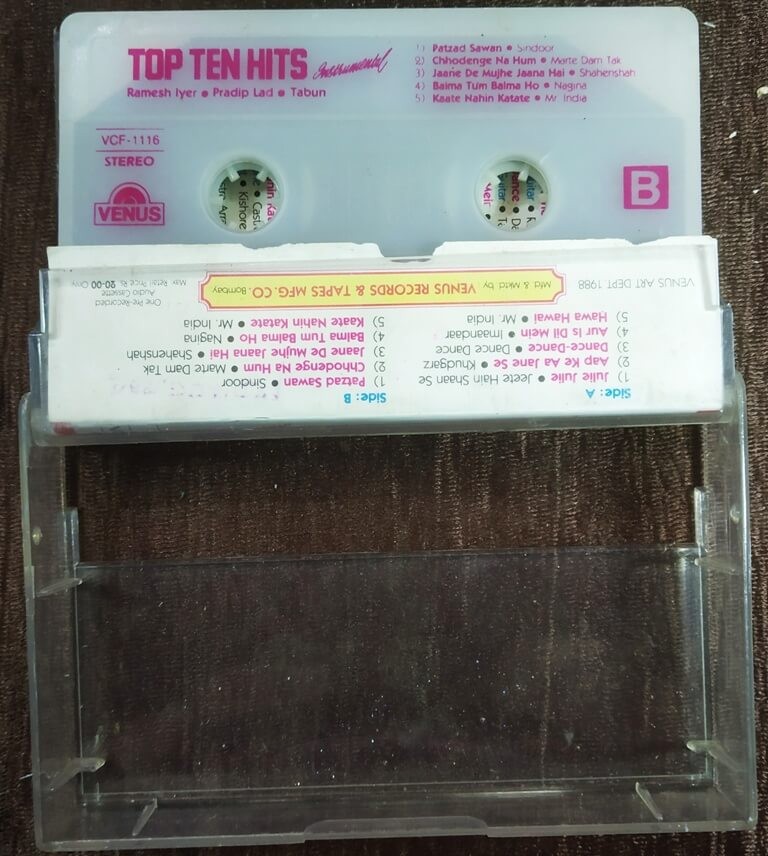 TOP TEN HITS Instrumental
Ramesh Iyer • Pradip Lad • Tabun
1) Patzad Sawan • Sindoor
2) Chhodenge Na Hum • Marte Dam Tak
3) Jaane De Mujhe Jaana Hai • Shahenshah
4) Balma Tum Balma Ho • Nagina
5) Kaate Nahin Katate • Mr. India
VCF-1116
STEREO
VENUS
B
Side: A
1) Julie Julie • Jeete Hain Shaan Se
2) Aap Ke Aa Jane Se • Khudgarz
3) Dance-Dance • Dance Dance
4) Aur Is Dil Mein • Imaandaar
5) Hawa Hawai • Mr. India
Side: B
1) Patzad Sawan • Sindoor
2) Chhodenge Na Hum • Marte Dam Tak
3) Jaane De Mujhe Jaana Hai • Shahenshah
4) Balma Tum Balma Ho • Nagina
5) Kaate Nahin Katate • Mr. India
VENUS ART DEPT 1988
Mfd & Mktd by VENUS RECORDS & TAPES MFG. CO. Bombay
One Pre-Recorded
Audio Cassette
Max. Retail Price Rs. 20-00 Only